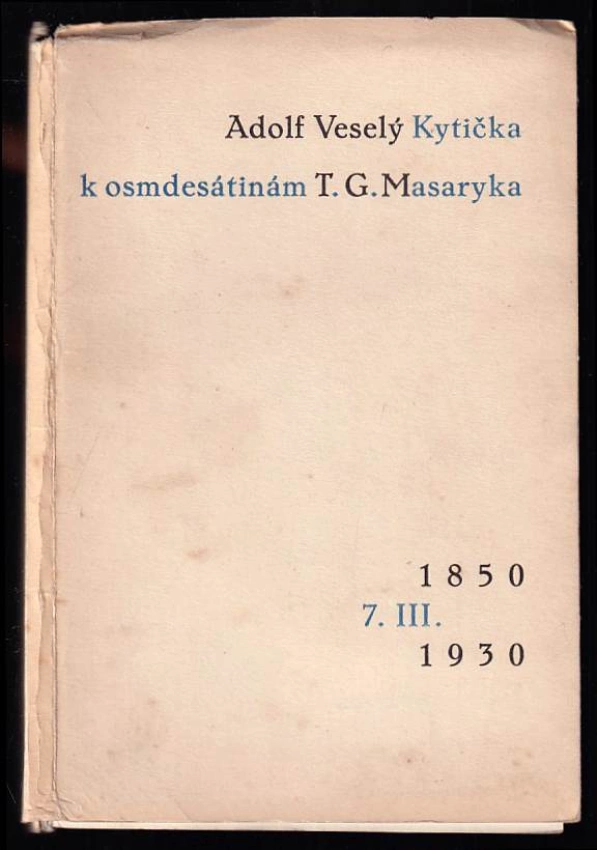 Adolf Veselý Kytička
k osmdesátinám T. G. Masaryka
1850
7. III.
1930